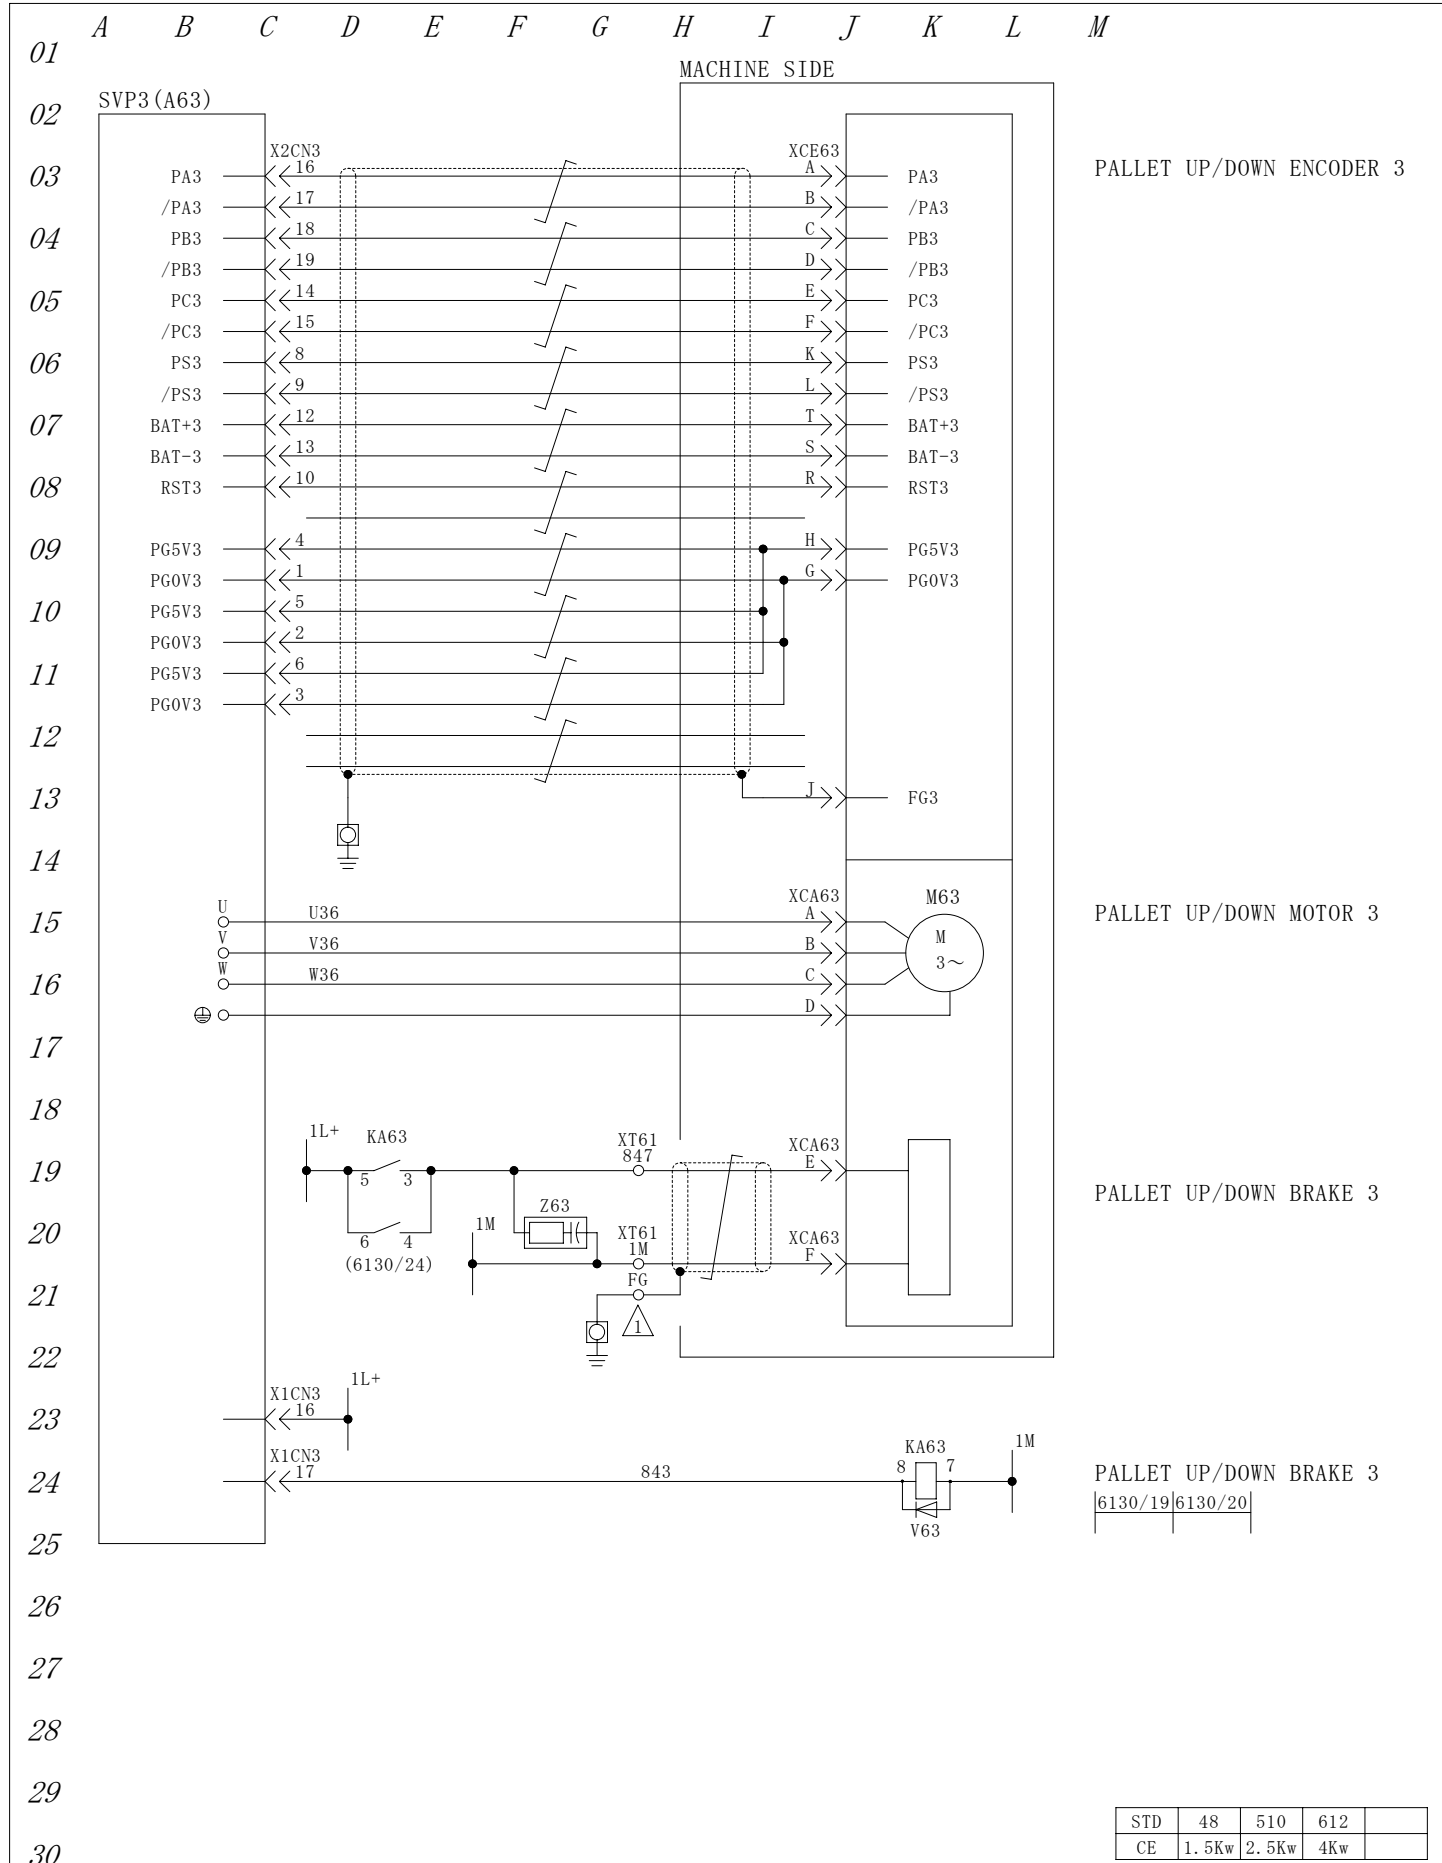 A B C D E F G H I J K L M
01
MACHINE SIDE
SVP3(A63)
02
X2CN3 XCE63
03 PA3 16 A PA3 PALLET UP/DOWN ENCODER 3
/PA3 17 B /PA3
04 PB3 18 C PB3
/PB3 19 D /PB3
05 PC3 14 E PC3
/PC3 15 F /PC3
06 PS3 8 K PS3
/PS3 9 L /PS3
07 BAT+3 12 T BAT+3
BAT-3 13 S BAT-3
08 RST3 10 R RST3
09 PG5V3 4 H PG5V3
PG0V3 1 G PG0V3
10 PG5V3 5
PG0V3 2
11 PG5V3 6
PG0V3 3
12
13 J FG3
14
XCA63 M63
15 U U36 A PALLET UP/DOWN MOTOR 3
V V36 B M
3~
16 W W36 C
D
17
18
1L+ KA63 XT61 XCA63
19 5 3 847 E
PALLET UP/DOWN BRAKE 3
Z63
20 6 4 1M XT61 XCA63
(6130/24) 1M F
21 FG
1
22
1L+
X1CN3
23 16
X1CN3 KA63 1M
24 17 843 8 7 PALLET UP/DOWN BRAKE 3
6130/19 6130/20
V63
25
26
27
28
29
STD 48 510 612
30 CE 1.5Kw 2.5Kw 4Kw